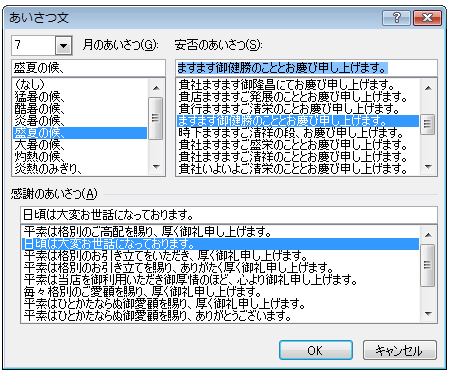 あいさつ文
7 月のあいさつ(G): 安否のあいさつ(S):
盛夏の候、
(なし)
猛暑の候、
酷暑の候、
炎暑の候、
盛夏の候、
大暑の候、
灼熱の候、
炎熱のみぎり、
ますます御健勝のこととお慶び申し上げます。
貴社ますます御隆昌にてお慶び申し上げます。
貴店ますますご発展のこととお慶び申し上げます。
貴行ますますご清栄のこととお慶び申し上げます。
ますます御健勝のこととお慶び申し上げます。
時下ますますご清祥の段、お慶び申し上げます。
貴社ますますご盛栄のこととお慶び申し上げます。
貴社ますますご清祥のこととお慶び申し上げます。
貴社いよいよご清栄のこととお慶び申し上げます。
感謝のあいさつ(A)
日頃は大変お世話になっております。
平素は格別のご高配を賜り、厚く御礼申し上げます。
日頃は大変お世話になっております。
平素は格別のお引き立てをいただき、厚く御礼申し上げます。
平素は格別のお引き立てを賜り、ありがたく厚く御礼申し上げます。
平素は当店を御利用いただき御厚情のほど、心より御礼申し上げます。
毎々格別のご愛顧を賜り、厚く御礼申し上げます。
平素はひとかたならぬ御愛顧を賜り、厚く御礼申し上げます。
平素はひとかたならぬ御愛顧を賜り、ありがとうございます。
OK キャンセル